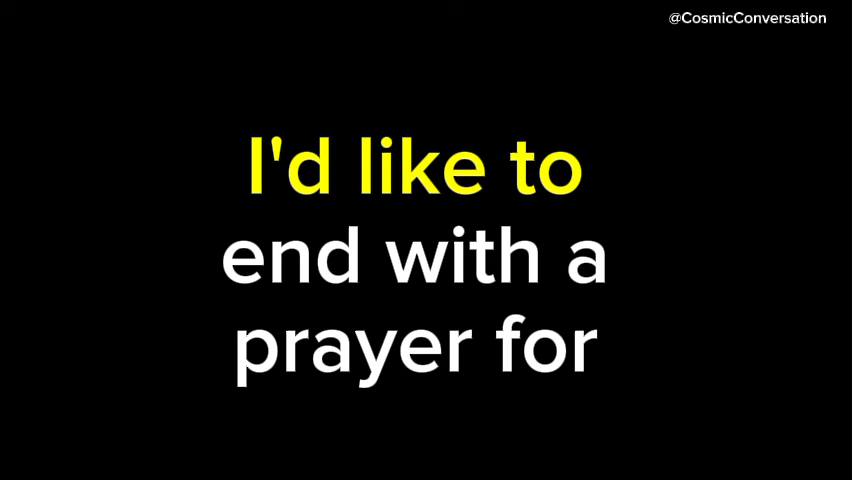 @CosmicConversation
I'd like to
end with a
prayer for